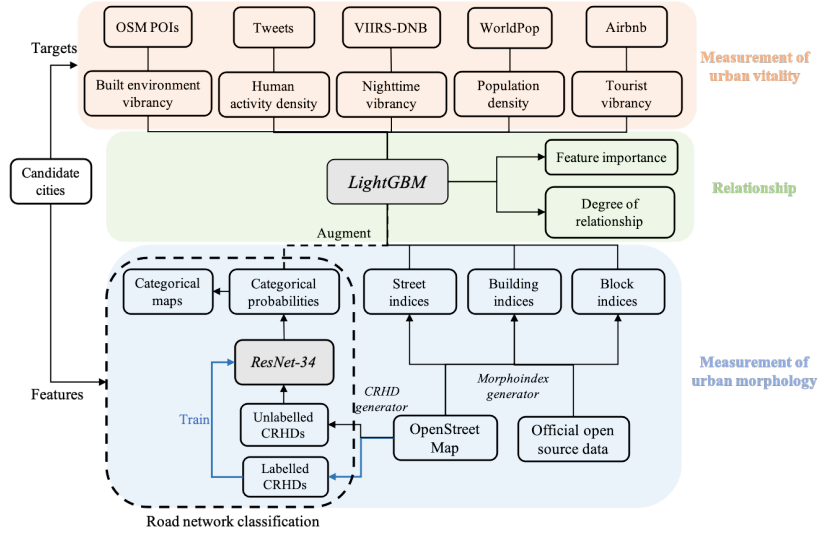 OSM POIs
Tweets
VIIRS-DNB
WorldPop
Airbnb
Targets
Measurement of
urban vitality
Built environment
vibrancy
Human
activity density
Nighttime
vibrancy
Population
density
Tourist
vibrancy
Candidate
cities
LightGBM
Feature importance
Degree of
relationship
Relationship
Augment
Categorical
maps
Categorical
probabilities
Street
indices
Building
indices
Block
indices
ResNet-34
Features
Measurement of
urban morphology
CRHD
generator
Morphoindex
generator
Train
Unlabelled
CRHDs
OpenStreet
Map
Official open
source data
Labelled
CRHDs
Road network classification